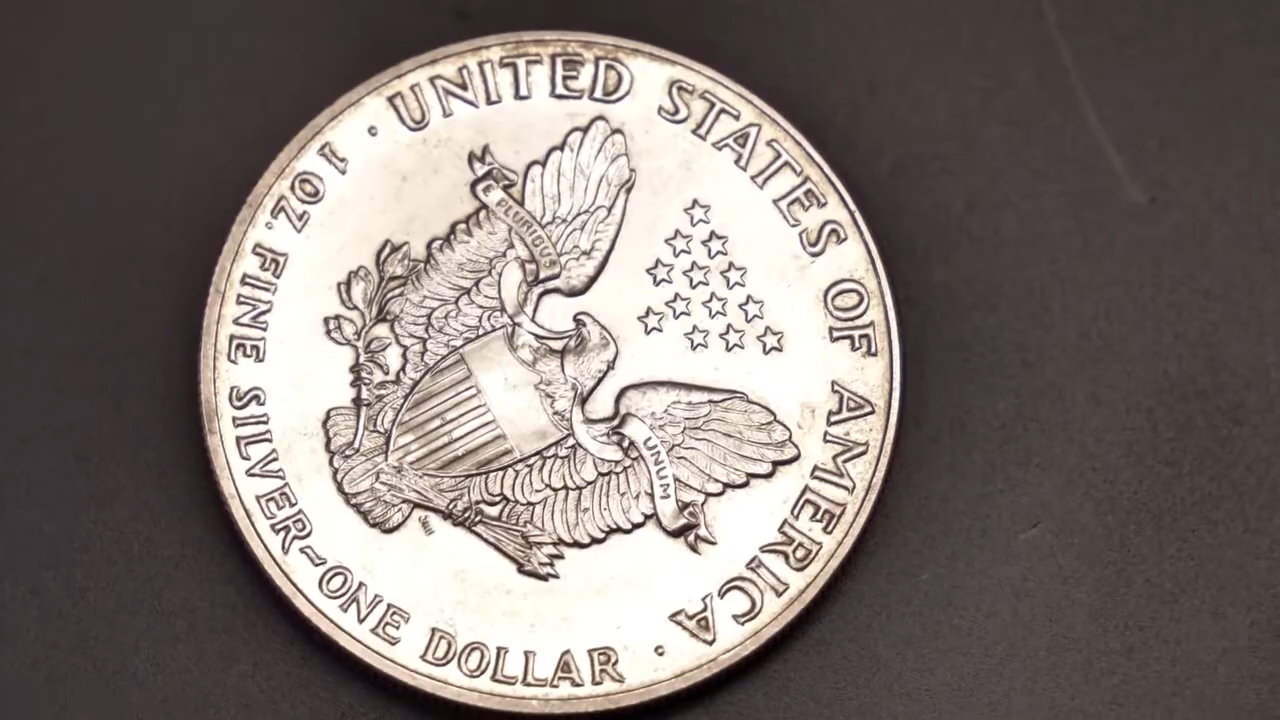 UNITED STATES OF AMERICA
1 OZ. FINE SILVER~ONE DOLLAR
E PLURIBUS
UNUM